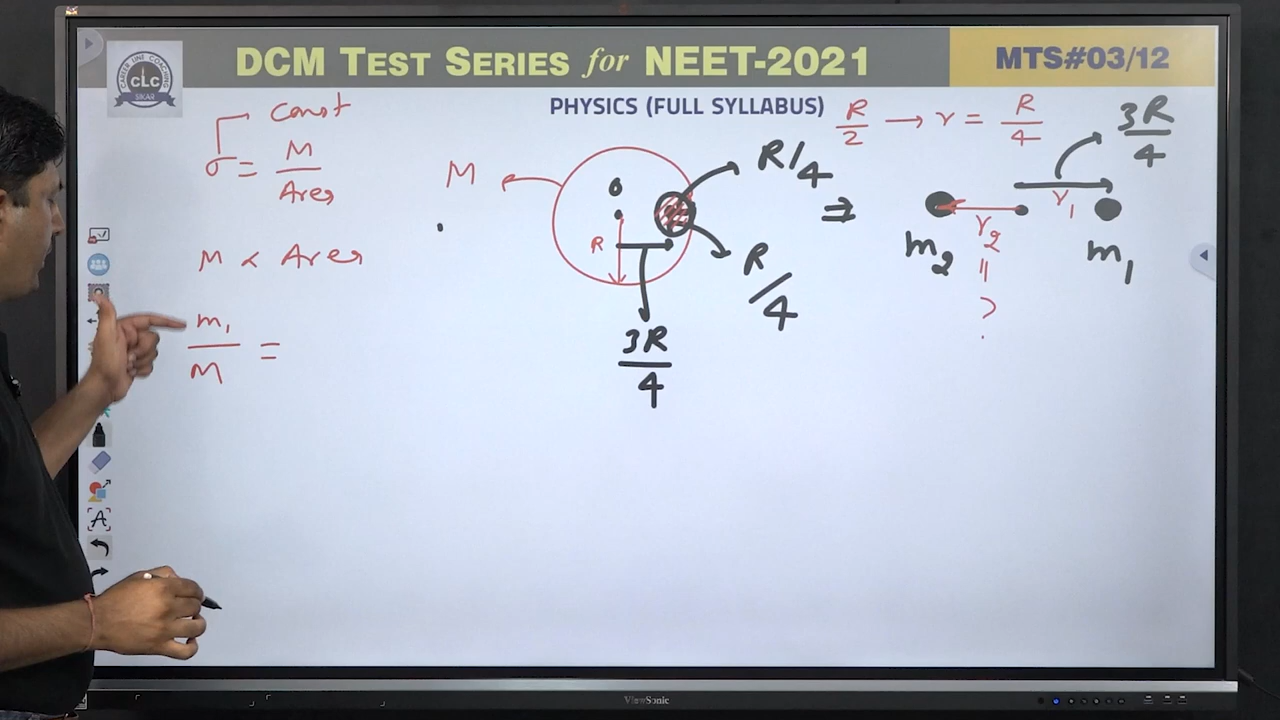 DCM TEST SERIES for NEET-2021
MTS#03/12
CAREER LINE COACHING
CLC
SIKAR
PHYSICS (FULL SYLLABUS)
R/2 → r = R/4
3R/4
const
σ = M/Area
M ∝ Area
m₁/M =
M
O
R
R/4
R/4
3R/4
⇒
r₁
r₂
m₂
m₁
=
?
A
ViewSonic